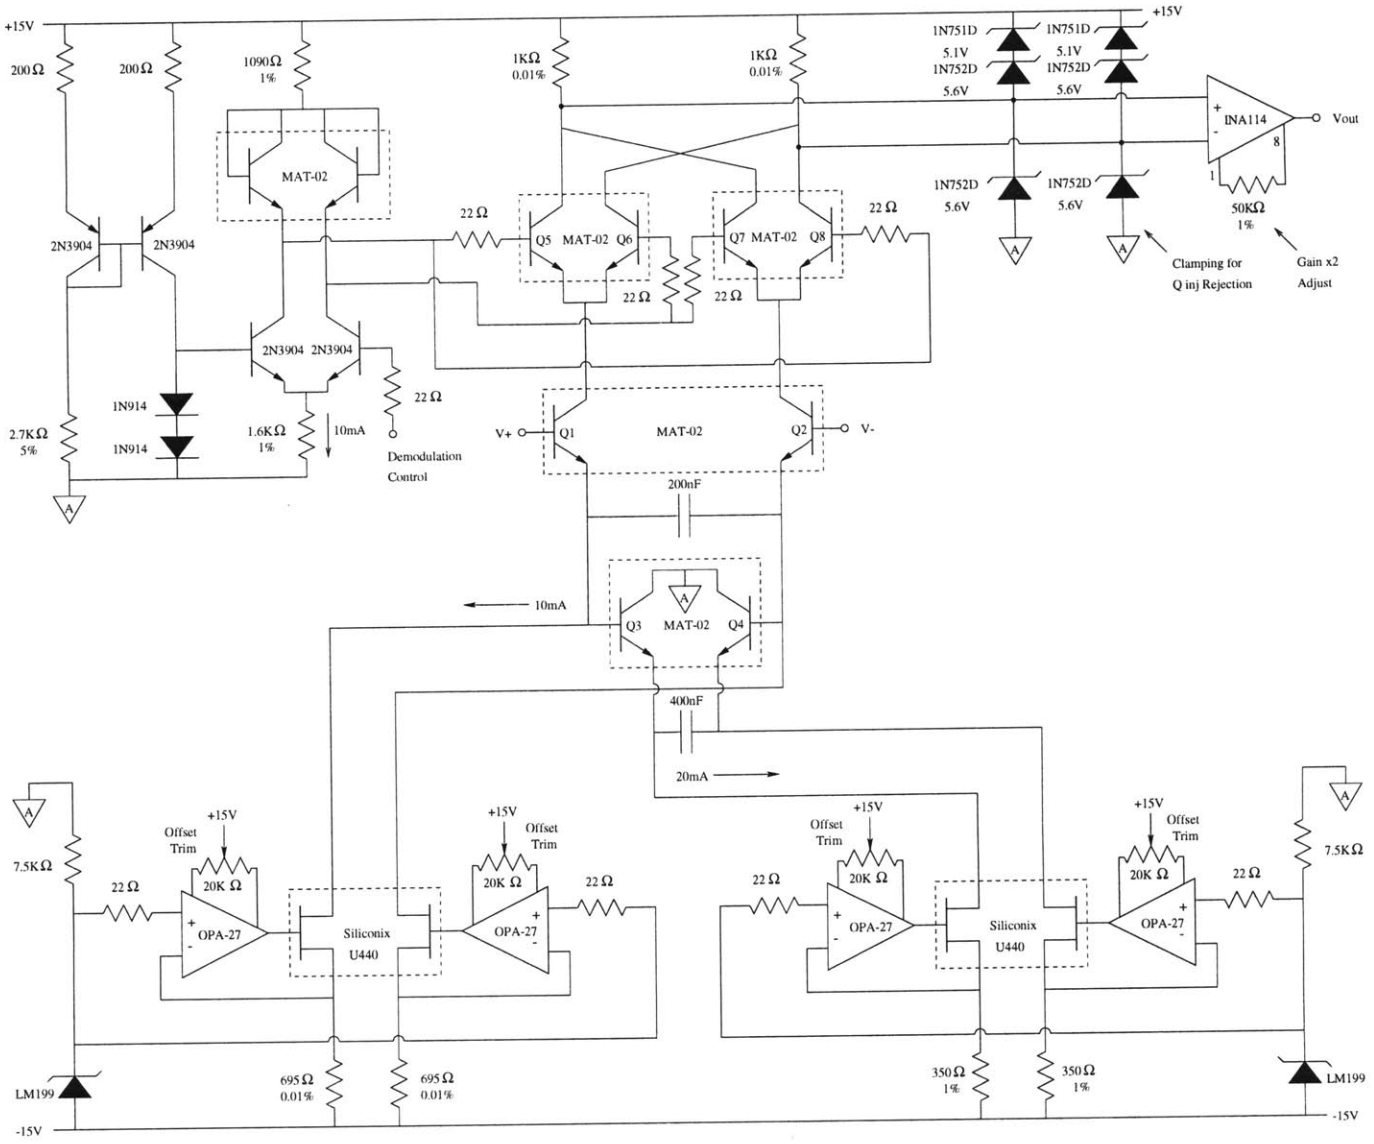 +15V
+15V
200Ω
200Ω
1090Ω
1%
1KΩ
0.01%
1KΩ
0.01%
1N751D
5.1V
1N752D
5.6V
1N751D
5.1V
1N752D
5.6V
+
-
INA114
8
1
Vout
50KΩ
1%
1N752D
5.6V
1N752D
5.6V
A
A
Clamping for
Q inj Rejection
Gain x2
Adjust
MAT-02
2N3904
2N3904
22Ω
Q5
MAT-02
Q6
Q7
MAT-02
Q8
22Ω
22Ω
22Ω
2N3904
2N3904
22Ω
1N914
1N914
2.7KΩ
5%
1.6KΩ
1%
10mA
Demodulation
Control
A
V+
Q1
MAT-02
Q2
V-
200nF
A
10mA
Q3
MAT-02
Q4
400nF
20mA
A
7.5KΩ
+15V
Offset
Trim
20KΩ
22Ω
+
-
OPA-27
Siliconix
U440
+15V
Offset
Trim
20KΩ
22Ω
+
-
OPA-27
+15V
Offset
Trim
20KΩ
22Ω
+
-
OPA-27
Siliconix
U440
+15V
Offset
Trim
20KΩ
22Ω
+
-
OPA-27
A
7.5KΩ
LM199
695Ω
0.01%
695Ω
0.01%
350Ω
1%
350Ω
1%
LM199
-15V
-15V